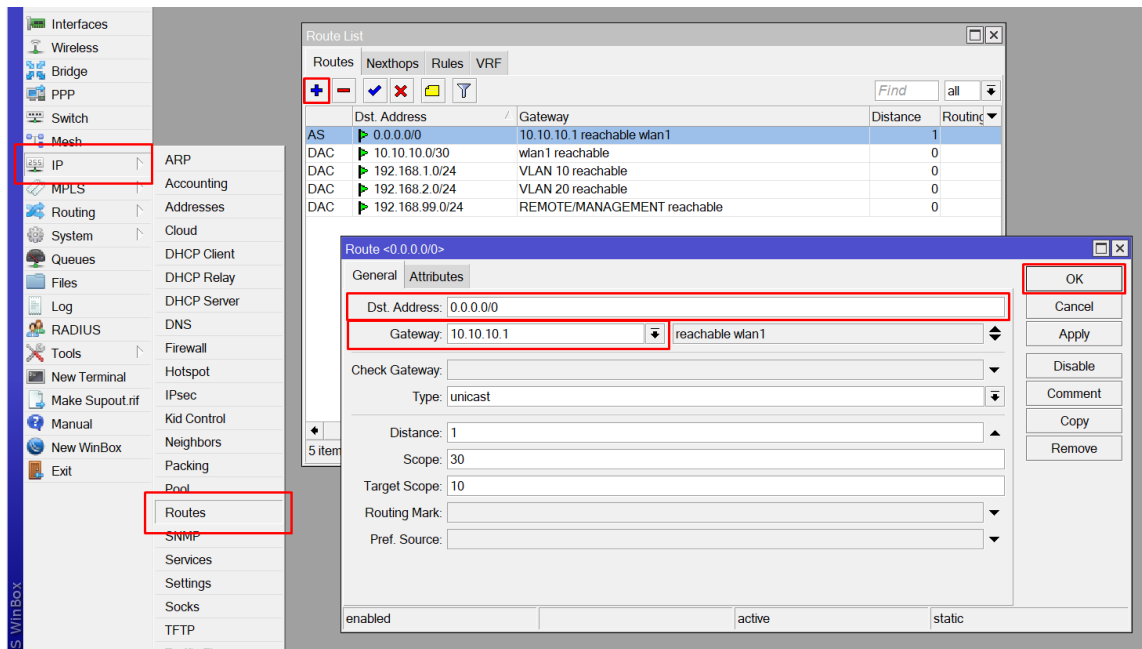 Interfaces
Wireless
Bridge
PPP
Switch
Mesh
IP
MPLS
Routing
System
Queues
Files
Log
RADIUS
Tools
New Terminal
Make Supout.rif
Manual
New WinBox
Exit
S WinBox
ARP
Accounting
Addresses
Cloud
DHCP Client
DHCP Relay
DHCP Server
DNS
Firewall
Hotspot
IPsec
Kid Control
Neighbors
Packing
Pool
Routes
SNMP
Services
Settings
Socks
TFTP
Route List
Routes Nexthops Rules VRF
Find all
Dst. Address Gateway Distance Routing
AS 0.0.0.0/0 10.10.10.1 reachable wlan1 1
DAC 10.10.10.0/30 wlan1 reachable 0
DAC 192.168.1.0/24 VLAN 10 reachable 0
DAC 192.168.2.0/24 VLAN 20 reachable 0
DAC 192.168.99.0/24 REMOTE/MANAGEMENT reachable 0
5 item
Route <0.0.0.0/0>
General Attributes
Dst. Address: 0.0.0.0/0
Gateway: 10.10.10.1 reachable wlan1
Check Gateway:
Type: unicast
Distance: 1
Scope: 30
Target Scope: 10
Routing Mark:
Pref. Source:
OK
Cancel
Apply
Disable
Comment
Copy
Remove
enabled active static